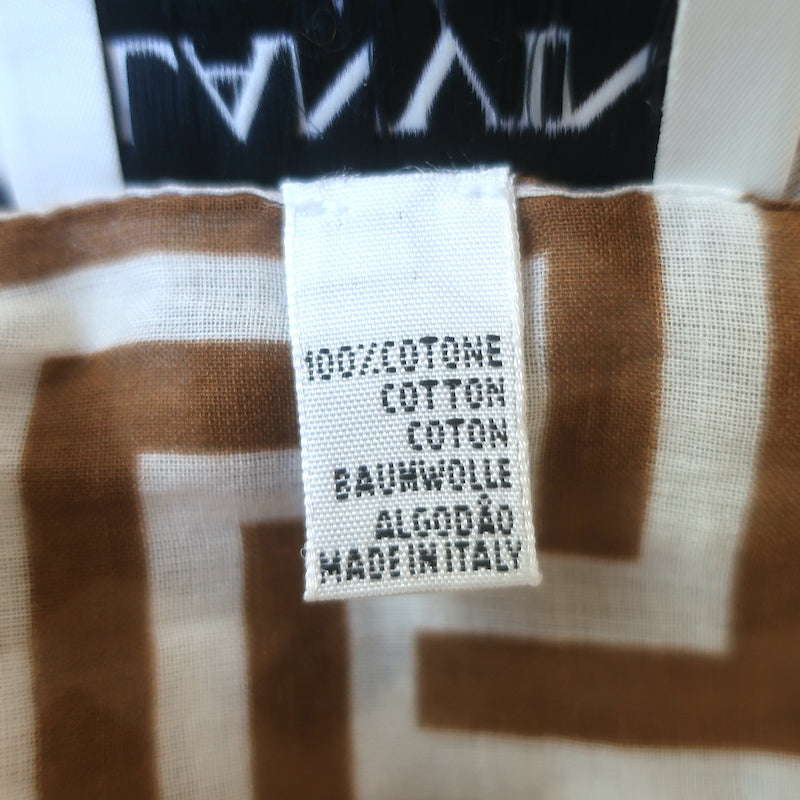 100%COTONE
COTTON
COTON
BAUMWOLLE
ALGODÃO
MADE IN ITALY